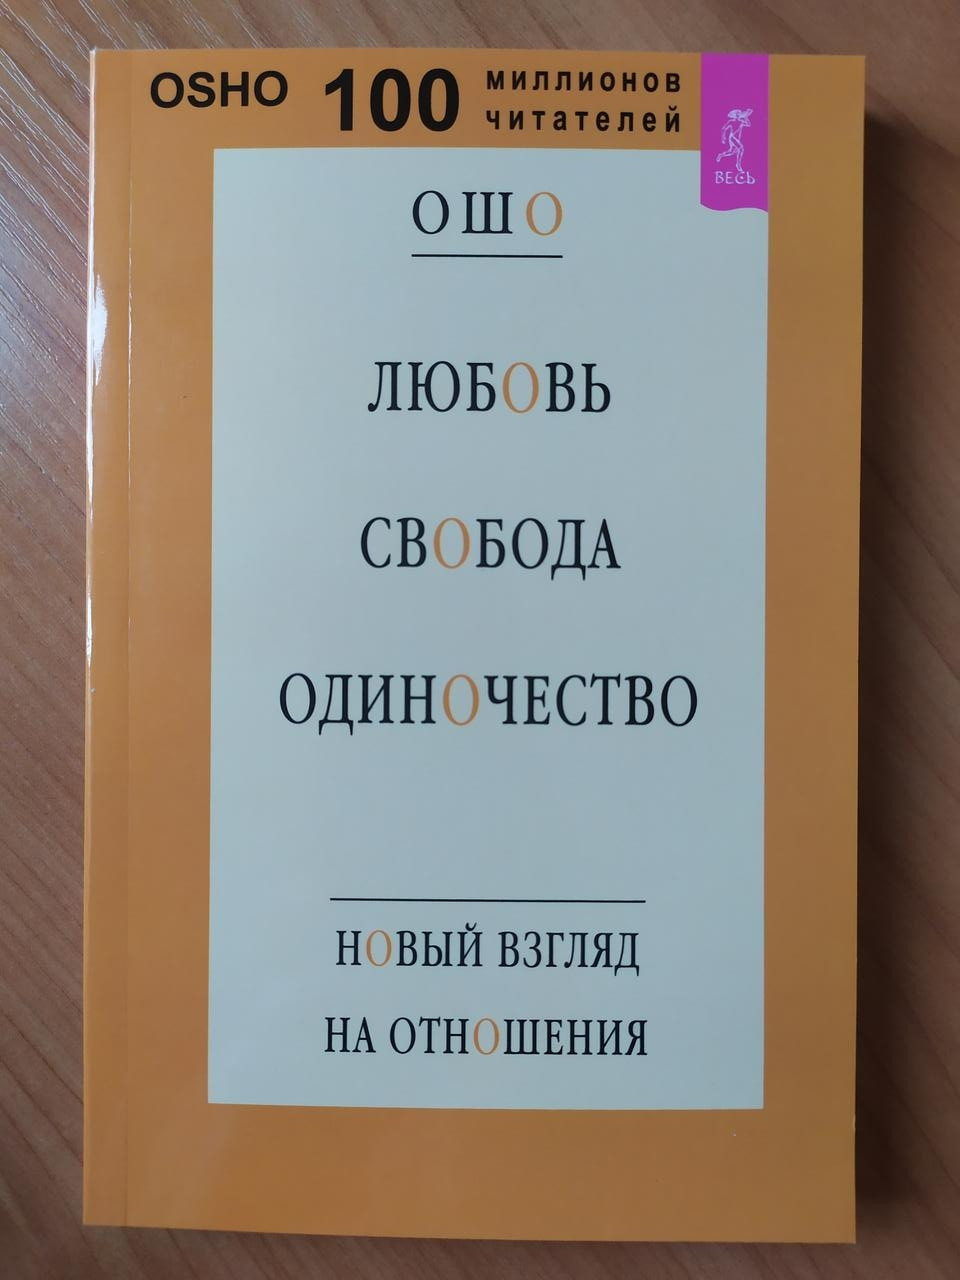 OSHO 100 миллионов
читателей
ВЕСЬ
ОШО
ЛЮБОВЬ
СВОБОДА
ОДИНОЧЕСТВО
НОВЫЙ ВЗГЛЯД
НА ОТНОШЕНИЯ